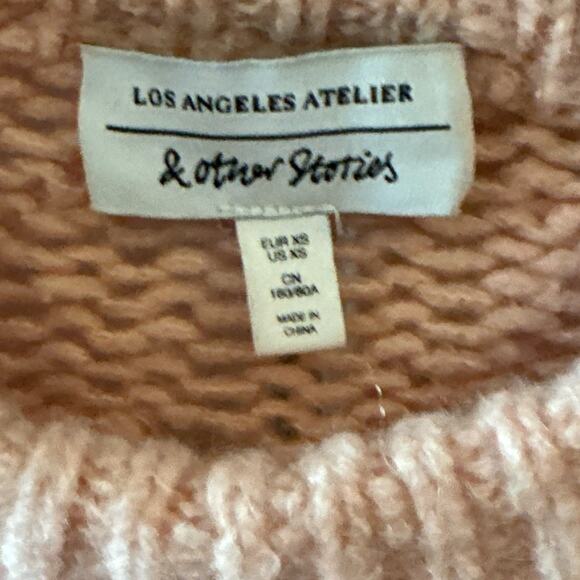 LOS ANGELES ATELIER
& other Stories
EUR XS
US XS
CN
160/80A
MADE IN
CHINA